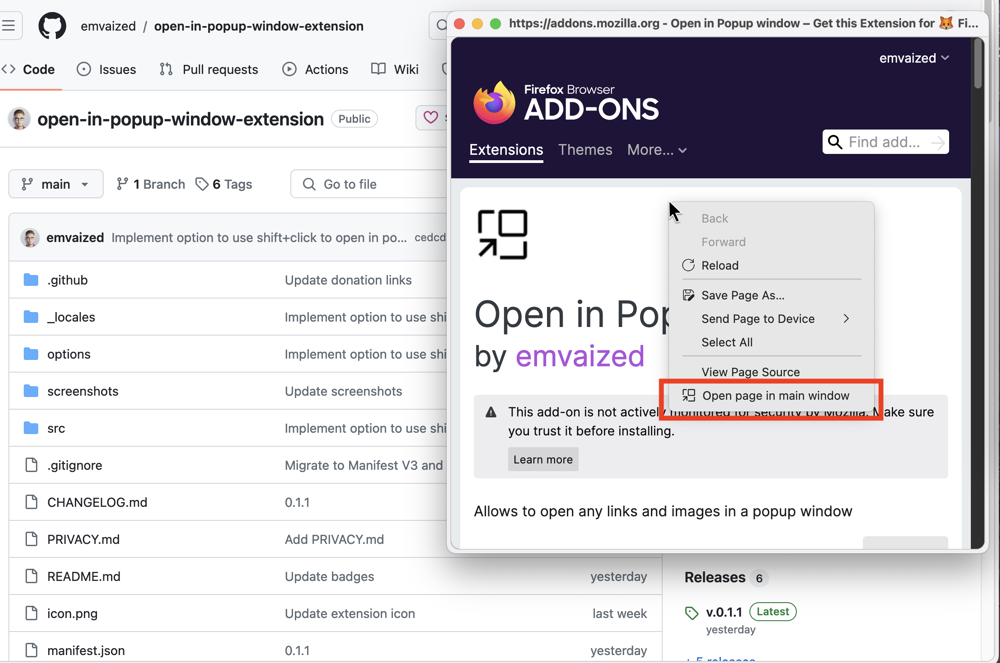 emvaized / open-in-popup-window-extension
Code Issues Pull requests Actions Wiki
open-in-popup-window-extension Public
main 1 Branch 6 Tags Go to file
emvaized Implement option to use shift+click to open in po... cedcd
.github Update donation links
_locales Implement option to use shi
options Implement option to use shi
screenshots Update screenshots
src Implement option to use shi
.gitignore Migrate to Manifest V3 and
CHANGELOG.md 0.1.1
PRIVACY.md Add PRIVACY.md
README.md Update badges yesterday
icon.png Update extension icon last week
manifest.json 0.1.1 yesterday
Releases 6
v.0.1.1 Latest
yesterday
+ 5 releases
https://addons.mozilla.org - Open in Popup window – Get this Extension for 🦊 Fi...
emvaized
Firefox Browser
ADD-ONS
Extensions Themes More...
Find add...
Open in Pop
by emvaized
This add-on is not actively monitored for security by Mozilla. Make sure
you trust it before installing.
Learn more
Allows to open any links and images in a popup window
Back
Forward
Reload
Save Page As...
Send Page to Device
Select All
View Page Source
Open page in main window